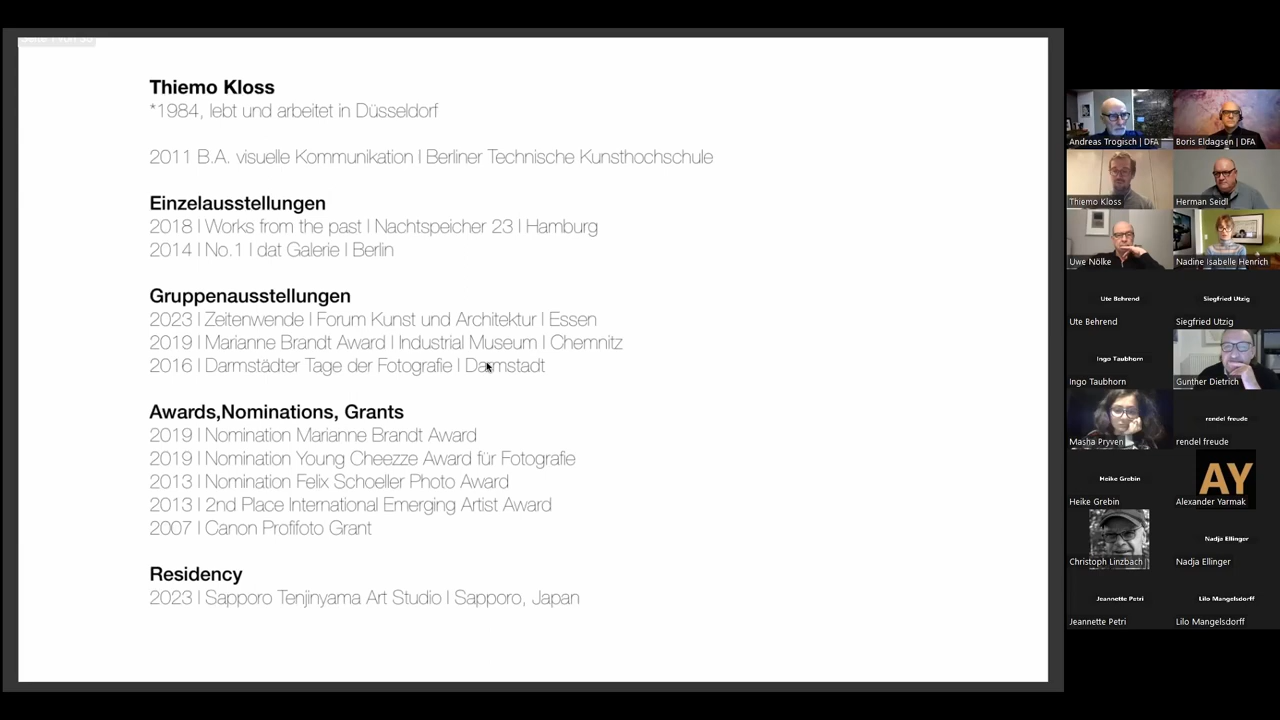 Thiemo Kloss
*1984, lebt und arbeitet in Düsseldorf
2011 B.A. visuelle Kommunikation | Berliner Technische Kunsthochschule
Einzelausstellungen
2018 | Works from the past | Nachtspeicher 23 | Hamburg
2014 | No.1 | dat Galerie | Berlin
Gruppenausstellungen
2023 | Zeitenwende | Forum Kunst und Architektur | Essen
2019 | Marianne Brandt Award | Industrial Museum | Chemnitz
2016 | Darmstädter Tage der Fotografie | Darmstadt
Awards,Nominations, Grants
2019 | Nomination Marianne Brandt Award
2019 | Nomination Young Cheezze Award für Fotografie
2013 | Nomination Felix Schoeller Photo Award
2013 | 2nd Place International Emerging Artist Award
2007 | Canon Profifoto Grant
Residency
2023 | Sapporo Tenjinyama Art Studio | Sapporo, Japan
Andreas Trogisch | DFA
Boris Eldagsen | DFA
Thiemo Kloss
Herman Seidl
Uwe Nölke
Nadine Isabelle Henrich
Ute Behrend
Siegfried Utzig
Ute Behrend
Siegfried Utzig
Ingo Taubhorn
Ingo Taubhorn
Gunther Dietrich
rendel freude
Masha Pryven
rendel freude
Heike Grebin
AY
Heike Grebin
Alexander Yarmak
Nadja Ellinger
Christoph Linzbach
Nadja Ellinger
Jeannette Petri
Lilo Mangelsdorff
Jeannette Petri
Lilo Mangelsdorff